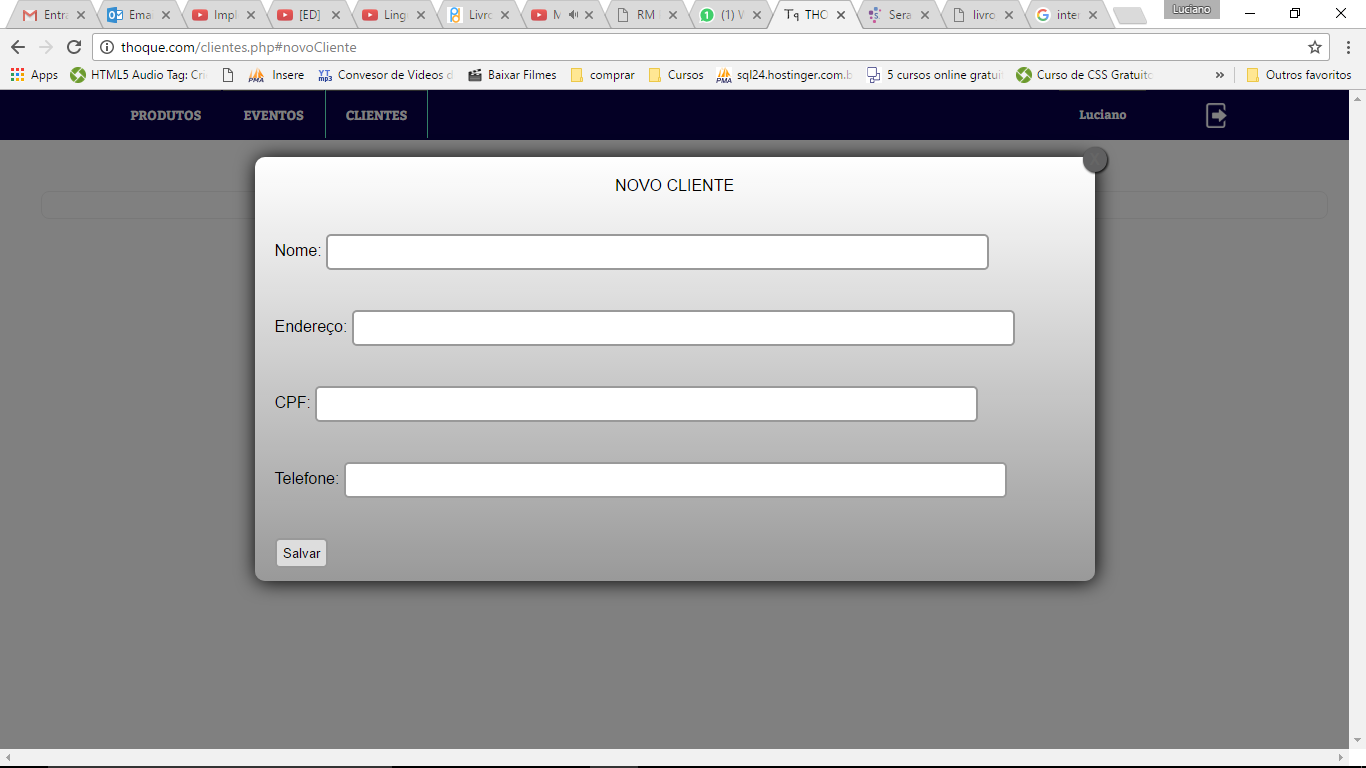 Luciano
Entra Ema Impl [ED] Ling Livro M RM (1) W THO Sera livro inter
thoque.com/clientes.php#novoCliente
Apps HTML5 Audio Tag: Cri Insere Convesor de Videos d Baixar Filmes comprar Cursos sql24.hostinger.com.b 5 cursos online gratui Curso de CSS Gratuito » Outros favoritos
PRODUTOS EVENTOS CLIENTES Luciano
NOVO CLIENTE
Nome:
Endereço:
CPF:
Telefone:
Salvar